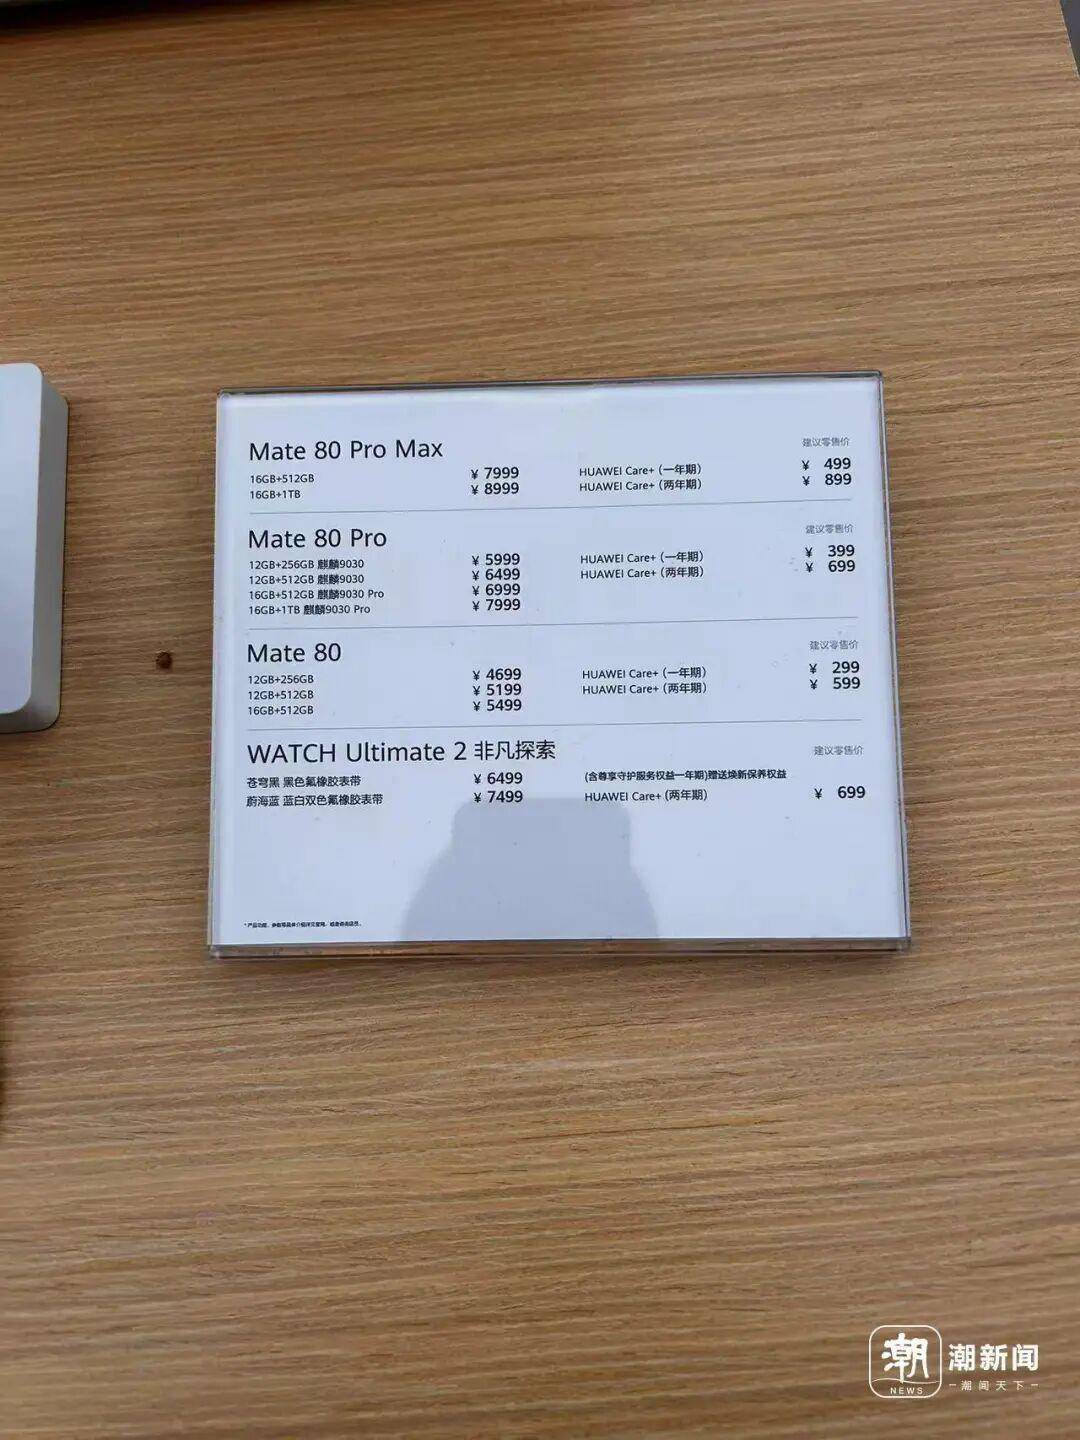 Mate 80 Pro Max
建议零售价
16GB+512GB ¥ 7999 HUAWEI Care+ (一年期) ¥ 499
16GB+1TB ¥ 8999 HUAWEI Care+ (两年期) ¥ 899
Mate 80 Pro
建议零售价
12GB+256GB 麒麟9030 ¥ 5999 HUAWEI Care+ (一年期) ¥ 399
12GB+512GB 麒麟9030 ¥ 6499 HUAWEI Care+ (两年期) ¥ 699
16GB+512GB 麒麟9030 Pro ¥ 6999
16GB+1TB 麒麟9030 Pro ¥ 7999
Mate 80
建议零售价
12GB+256GB ¥ 4699 HUAWEI Care+ (一年期) ¥ 299
12GB+512GB ¥ 5199 HUAWEI Care+ (两年期) ¥ 599
16GB+512GB ¥ 5499
WATCH Ultimate 2 非凡探索
建议零售价
苍穹黑 黑色氟橡胶表带 ¥ 6499 (含尊享守护服务权益一年期)赠送焕新保养权益
蔚海蓝 蓝白双色氟橡胶表带 ¥ 7499 HUAWEI Care+ (两年期) ¥ 699
潮 NEWS
潮新闻
潮闻天下